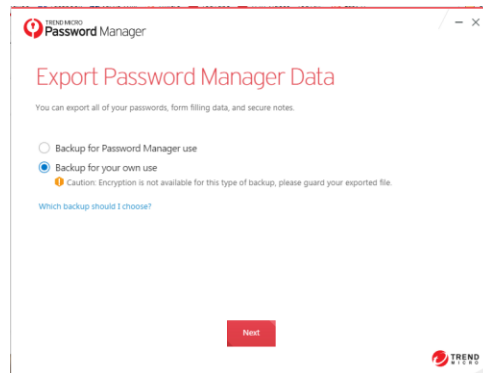 TREND MICRO
Password Manager
Export Password Manager Data
You can export all of your passwords, form filling data, and secure notes.
Backup for Password Manager use
Backup for your own use
Caution: Encryption is not available for this type of backup, please guard your exported file.
Which backup should I choose?
Next
TREND
MICRO